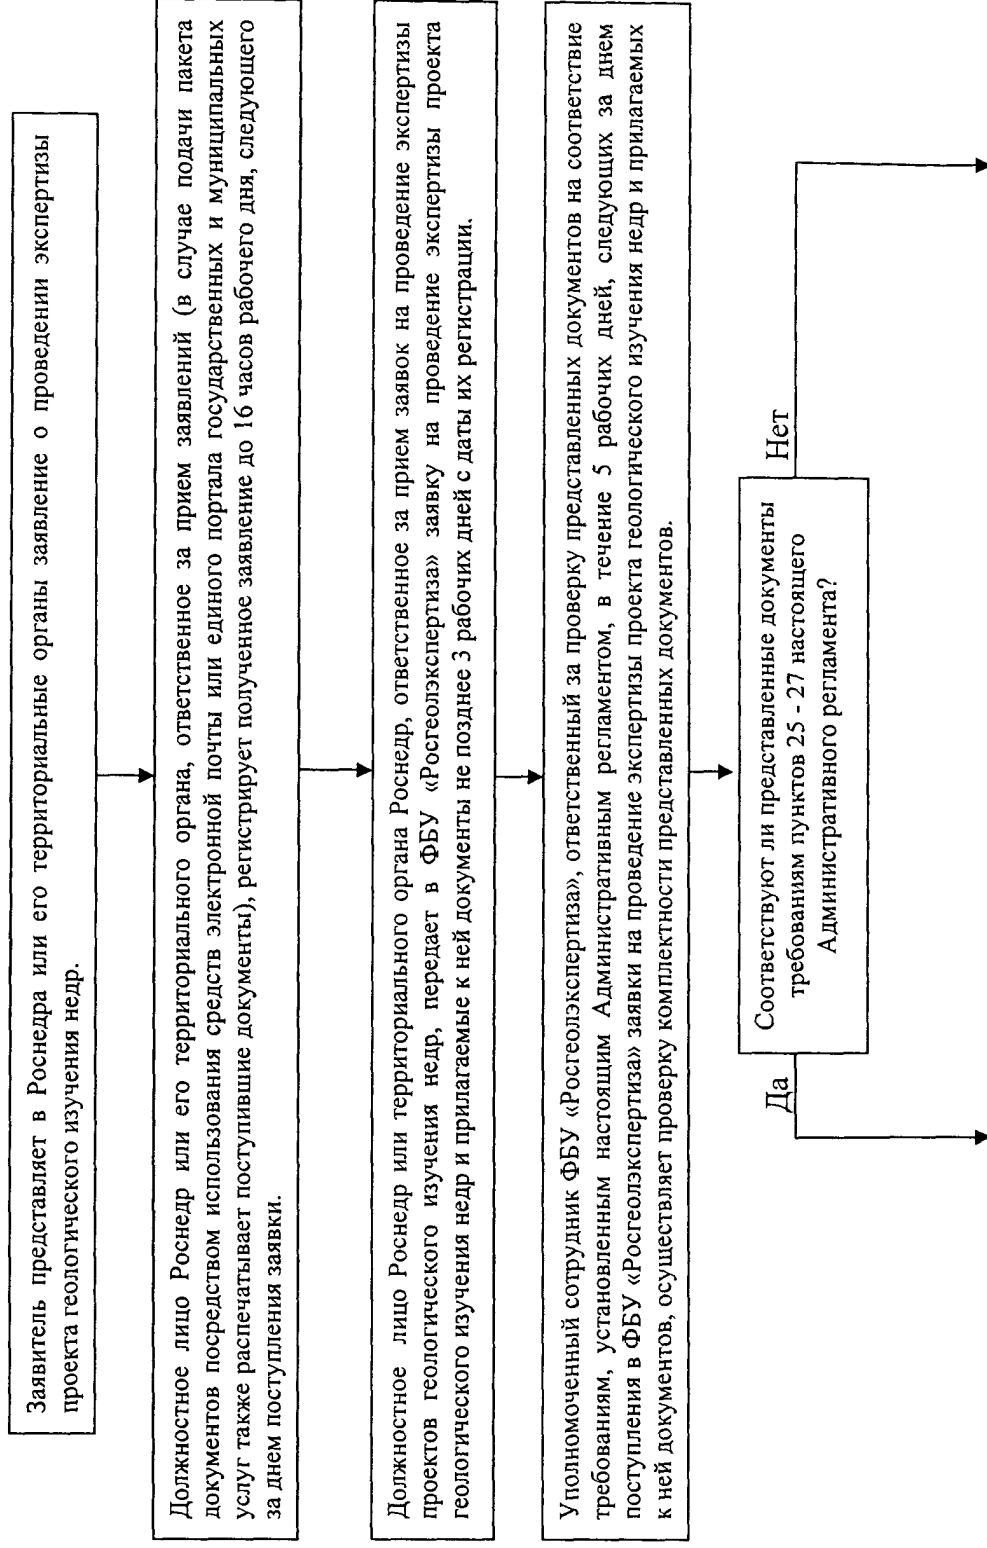 Заявитель представляет в Роснедра или его территориальные органы заявление о проведении экспертизы
проекта геологического изучения недр.
Должностное лицо Роснедр или его территориального органа, ответственное за прием заявлений (в случае подачи пакета
документов посредством использования средств электронной почты или единого портала государственных и муниципальных
услуг также распечатывает поступившие документы), регистрирует полученное заявление до 16 часов рабочего дня, следующего
за днем поступления заявки.
Должностное лицо Роснедр или территориального органа Роснедр, ответственное за прием заявок на проведение экспертизы
проектов геологического изучения недр, передает в ФБУ «Росгеолэкспертиза» заявку на проведение экспертизы проекта
геологического изучения недр и прилагаемые к ней документы не позднее 3 рабочих дней с даты их регистрации.
Уполномоченный сотрудник ФБУ «Росгеолэкспертиза», ответственный за проверку представленных документов на соответствие
требованиям, установленным настоящим Административным регламентом, в течение 5 рабочих дней, следующих за днем
поступления в ФБУ «Росгеолэкспертиза» заявки на проведение экспертизы проекта геологического изучения недр и прилагаемых
к ней документов, осуществляет проверку комплектности представленных документов.
Соответствуют ли представленные документы
требованиям пунктов 25 - 27 настоящего
Административного регламента?
Да
Нет